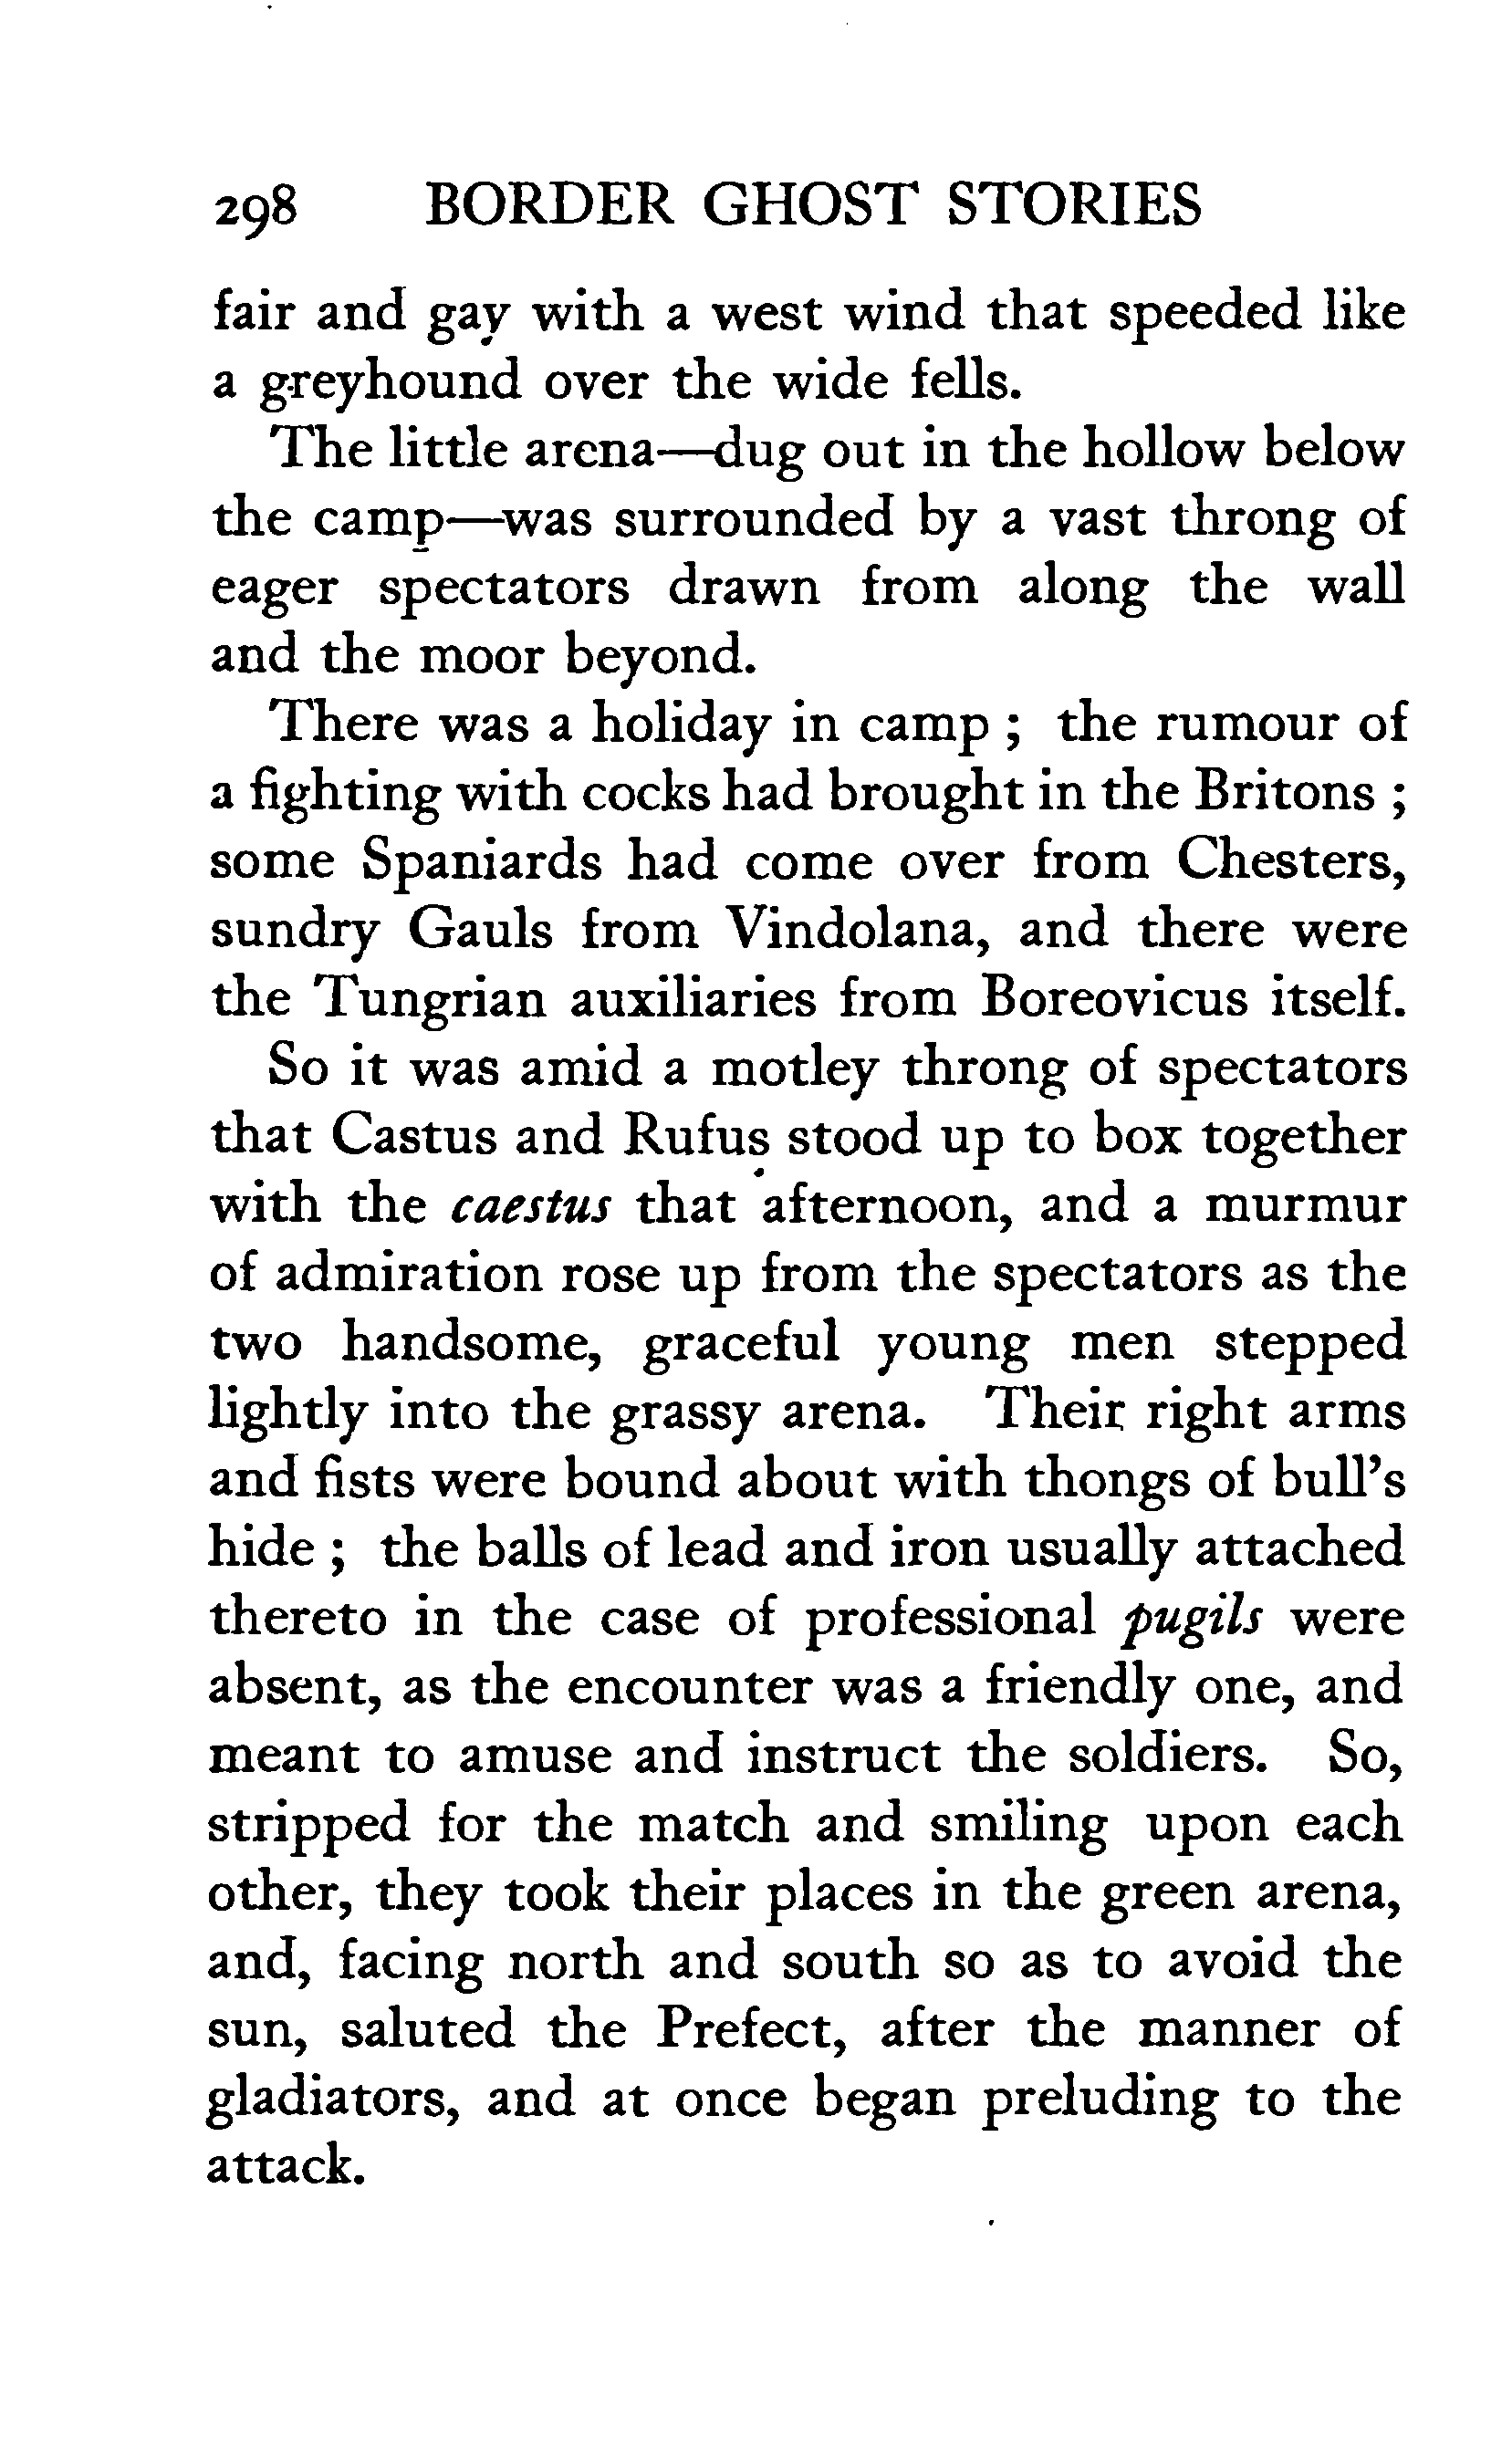 298 BORDER GHOST STORIES
fair and gay with a west wind that speeded like
a greyhound over the wide fells.
The little arena—dug out in the hollow below
the camp—was surrounded by a vast throng of
eager spectators drawn from along the wall
and the moor beyond.
There was a holiday in camp ; the rumour of
a fighting with cocks had brought in the Britons ;
some Spaniards had come over from Chesters,
sundry Gauls from Vindolana, and there were
the Tungrian auxiliaries from Boreovicus itself.
So it was amid a motley throng of spectators
that Castus and Rufus stood up to box together
with the caestus that afternoon, and a murmur
of admiration rose up from the spectators as the
two handsome, graceful young men stepped
lightly into the grassy arena. Their right arms
and fists were bound about with thongs of bull's
hide ; the balls of lead and iron usually attached
thereto in the case of professional pugils were
absent, as the encounter was a friendly one, and
meant to amuse and instruct the soldiers. So,
stripped for the match and smiling upon each
other, they took their places in the green arena,
and, facing north and south so as to avoid the
sun, saluted the Prefect, after the manner of
gladiators, and at once began preluding to the
attack.